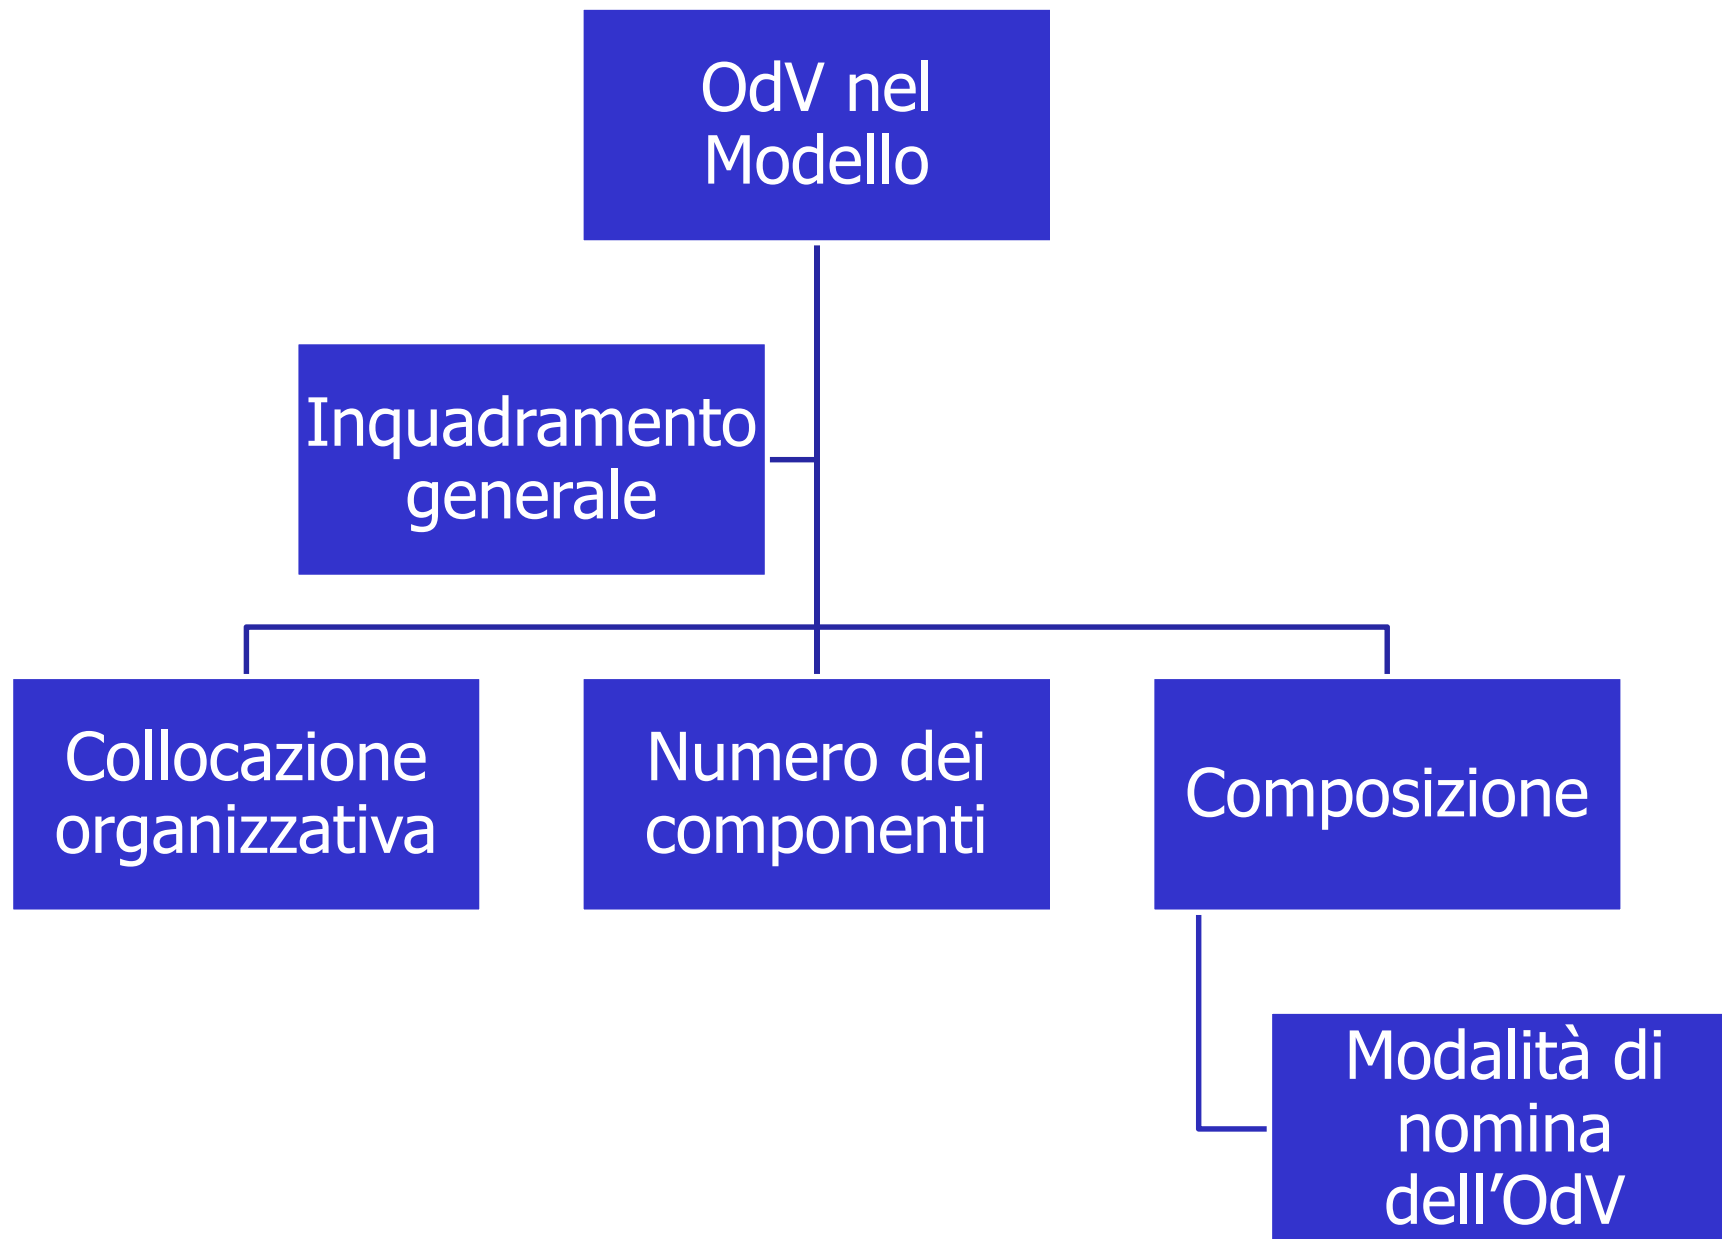 OdV nel
Modello
Inquadramento
generale
Collocazione
organizzativa
Numero dei
componenti
Composizione
Modalità di
nomina
dell’OdV